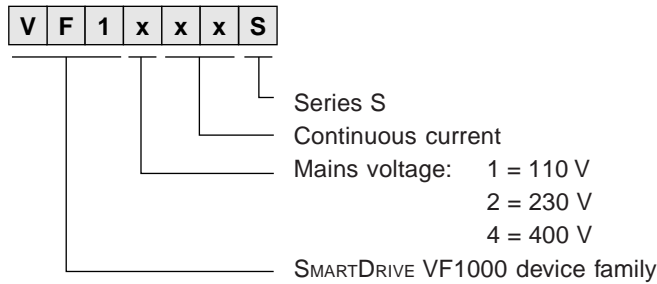 V F 1 x x x S
Series S
Continuous current
Mains voltage: 1 = 110 V
2 = 230 V
4 = 400 V
SMARTDRIVE VF1000 device family